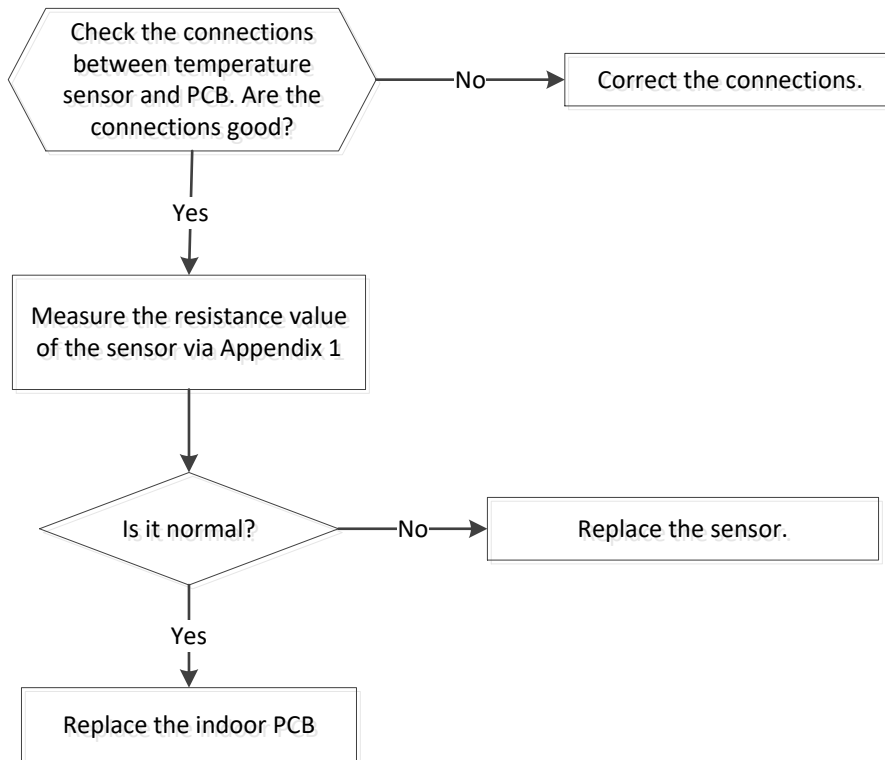 Check the connections
between temperature
sensor and PCB. Are the
connections good?
No
Correct the connections.
Yes
Measure the resistance value
of the sensor via Appendix 1
Is it normal?
No
Replace the sensor.
Yes
Replace the indoor PCB